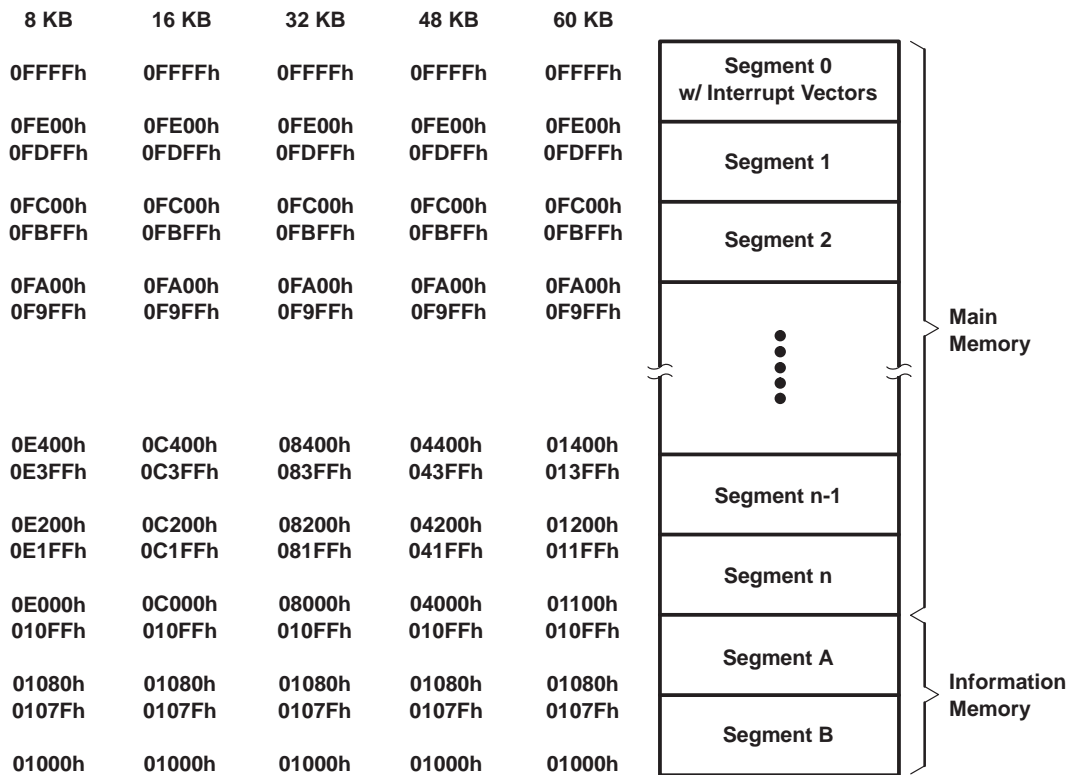 8 KB 16 KB 32 KB 48 KB 60 KB
0FFFFh 0FFFFh 0FFFFh 0FFFFh 0FFFFh Segment 0
w/ Interrupt Vectors
0FE00h 0FE00h 0FE00h 0FE00h 0FE00h
0FDFFh 0FDFFh 0FDFFh 0FDFFh 0FDFFh Segment 1
0FC00h 0FC00h 0FC00h 0FC00h 0FC00h
0FBFFh 0FBFFh 0FBFFh 0FBFFh 0FBFFh Segment 2
0FA00h 0FA00h 0FA00h 0FA00h 0FA00h
0F9FFh 0F9FFh 0F9FFh 0F9FFh 0F9FFh Main
Memory
0E400h 0C400h 08400h 04400h 01400h
0E3FFh 0C3FFh 083FFh 043FFh 013FFh Segment n-1
0E200h 0C200h 08200h 04200h 01200h
0E1FFh 0C1FFh 081FFh 041FFh 011FFh Segment n
0E000h 0C000h 08000h 04000h 01100h
010FFh 010FFh 010FFh 010FFh 010FFh Segment A
01080h 01080h 01080h 01080h 01080h Information
0107Fh 0107Fh 0107Fh 0107Fh 0107Fh Memory
Segment B
01000h 01000h 01000h 01000h 01000h